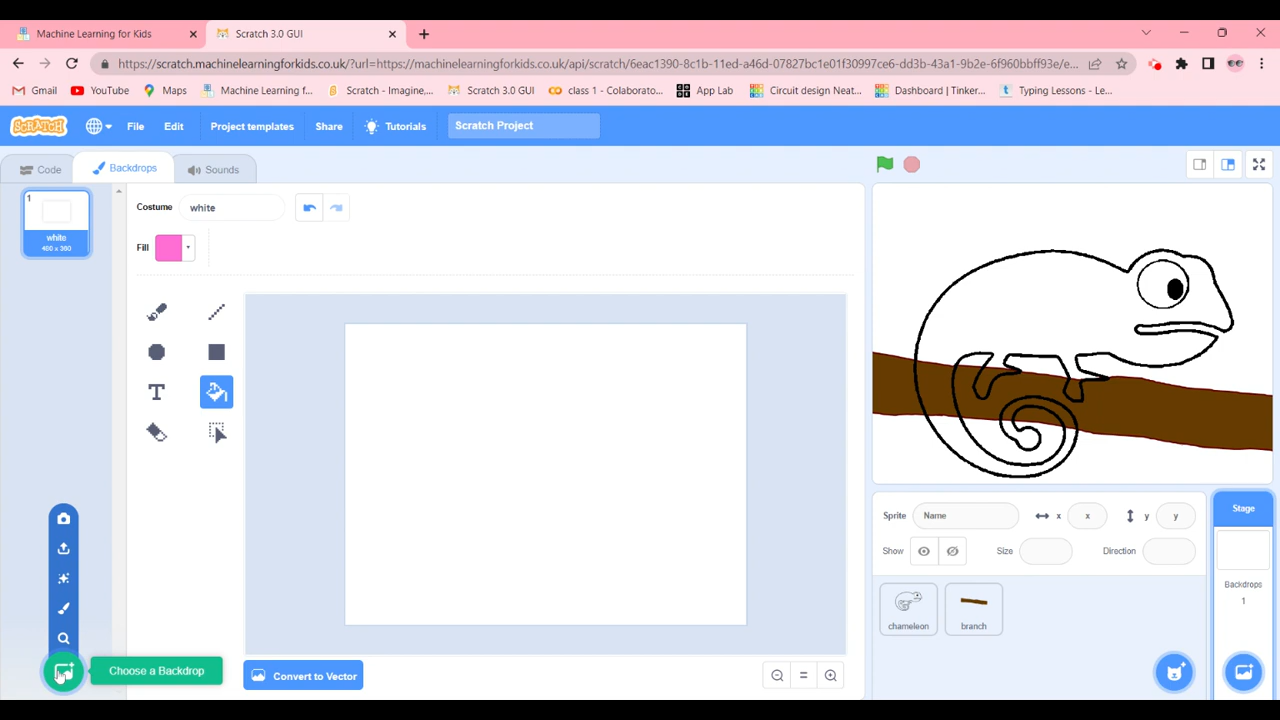 Machine Learning for Kids
Scratch 3.0 GUI
https://scratch.machinelearningforkids.co.uk/?url=https://machinelearningforkids.co.uk/api/scratch/6eac1390-8c1b-11ed-a46d-07827bc1e01f30997ce6-dd3b-43a1-9b2e-6f960bbff93e/e...
Gmail YouTube Maps Machine Learning f... Scratch - Imagine,... Scratch 3.0 GUI class 1 - Colaborato... App Lab Circuit design Neat... Dashboard | Tinker... Typing Lessons - Le...
SCRATCH File Edit Project templates Share Tutorials Scratch Project
Code Backdrops Sounds
1
white
480 x 360
Costume white
Fill
T
Choose a Backdrop
Convert to Vector
Sprite Name x x y y
Show Size Direction
chameleon branch
Stage
Backdrops
1